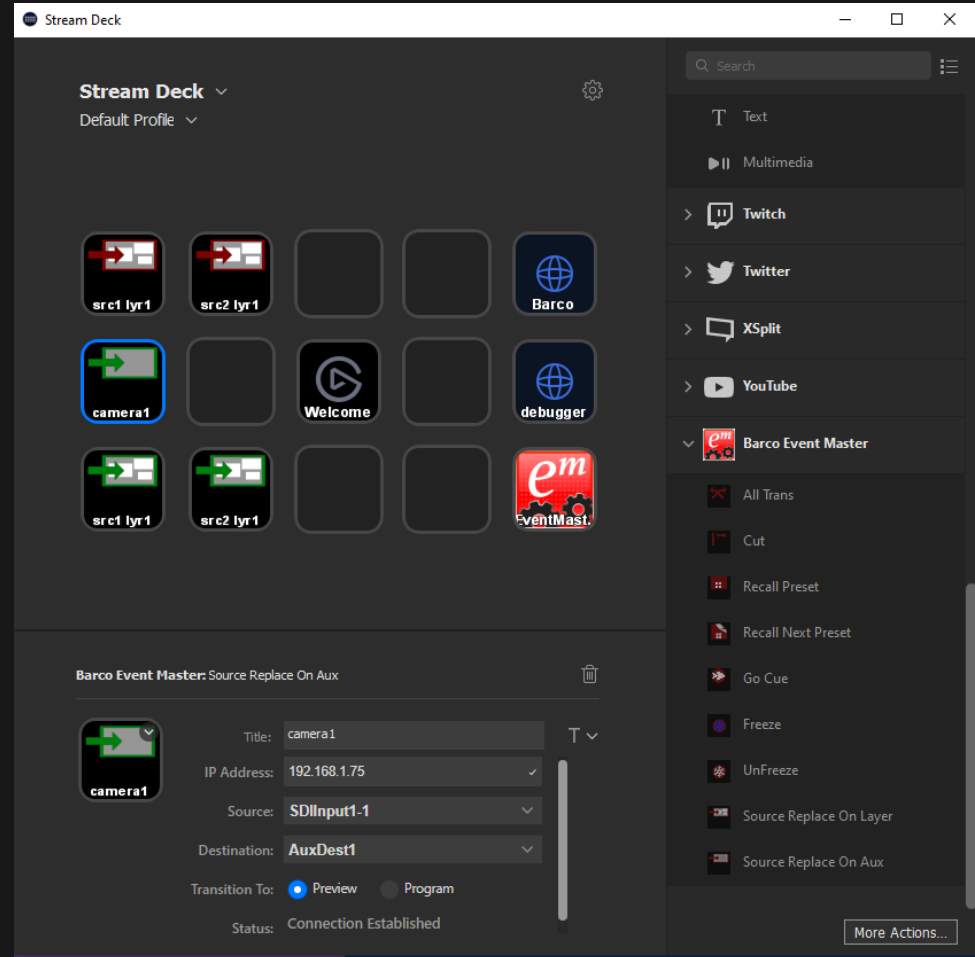 Stream Deck
Stream Deck
Default Profile
src1 lyr1
src2 lyr1
Barco
camera1
Welcome
debugger
src1 lyr1
src2 lyr1
em
EventMast.
Barco Event Master: Source Replace On Aux
camera1
Title: camera1
T
IP Address: 192.168.1.75
Source: SDIInput1-1
Destination: AuxDest1
Transition To: Preview Program
Status: Connection Established
Search
T Text
Multimedia
Twitch
Twitter
XSplit
YouTube
em Barco Event Master
All Trans
Cut
Recall Preset
Recall Next Preset
Go Cue
Freeze
UnFreeze
Source Replace On Layer
Source Replace On Aux
More Actions...